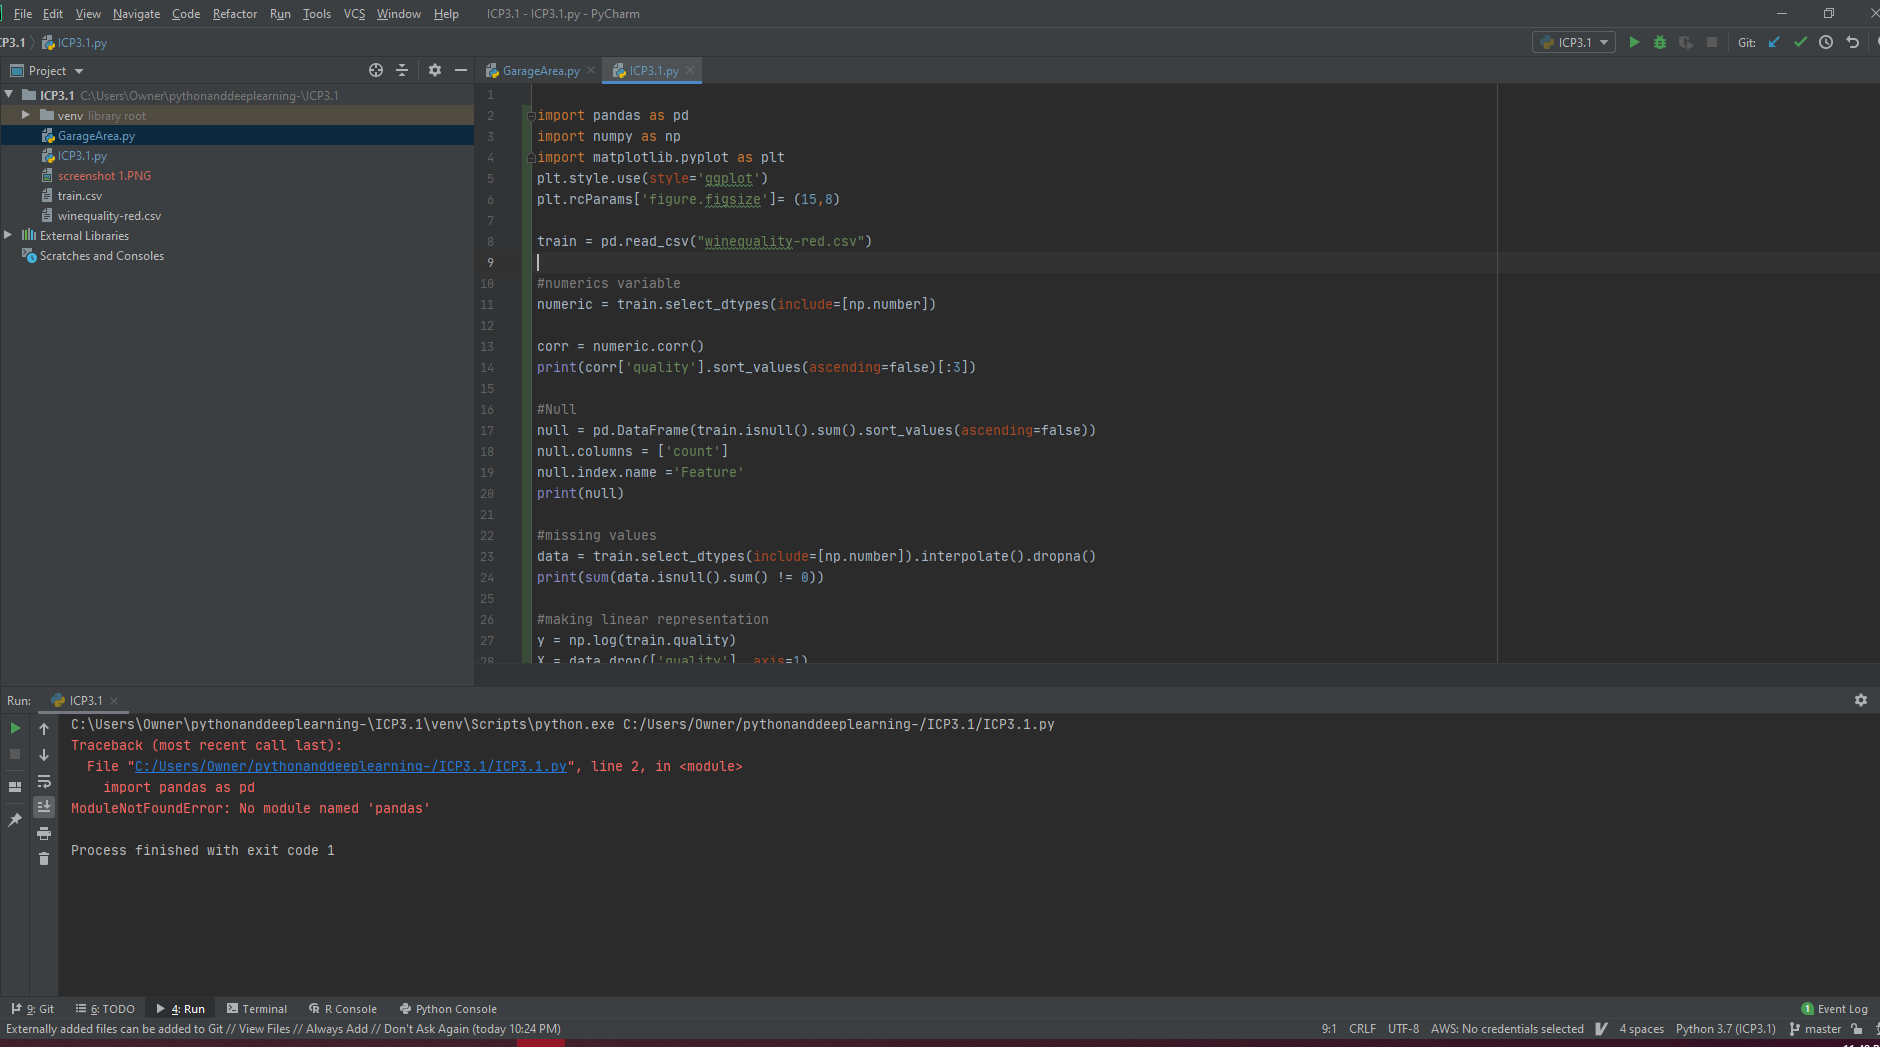 File Edit View Navigate Code Refactor Run Tools VCS Window Help ICP3.1 - ICP3.1.py - PyCharm
CP3.1 ICP3.1.py ICP3.1 Git:
Project GarageArea.py ICP3.1.py
ICP3.1 C:\Users\Owner\pythonanddeeplearning-\ICP3.1
venv library root
GarageArea.py
ICP3.1.py
screenshot 1.PNG
train.csv
winequality-red.csv
External Libraries
Scratches and Consoles
1
2 import pandas as pd
3 import numpy as np
4 import matplotlib.pyplot as plt
5 plt.style.use(style='ggplot')
6 plt.rcParams['figure.figsize']= (15,8)
7
8 train = pd.read_csv("winequality-red.csv")
9
10 #numerics variable
11 numeric = train.select_dtypes(include=[np.number])
12
13 corr = numeric.corr()
14 print(corr['quality'].sort_values(ascending=false)[:3])
15
16 #Null
17 null = pd.DataFrame(train.isnull().sum().sort_values(ascending=false))
18 null.columns = ['count']
19 null.index.name ='Feature'
20 print(null)
21
22 #missing values
23 data = train.select_dtypes(include=[np.number]).interpolate().dropna()
24 print(sum(data.isnull().sum() != 0))
25
26 #making linear representation
27 y = np.log(train.quality)
28 X = data.drop(['quality'], axis=1)
Run: ICP3.1
C:\Users\Owner\pythonanddeeplearning-\ICP3.1\venv\Scripts\python.exe C:/Users/Owner/pythonanddeeplearning-/ICP3.1/ICP3.1.py
Traceback (most recent call last):
File "C:/Users/Owner/pythonanddeeplearning-/ICP3.1/ICP3.1.py", line 2, in <module>
import pandas as pd
ModuleNotFoundError: No module named 'pandas'
Process finished with exit code 1
9: Git 6: TODO 4: Run Terminal R Console Python Console 1 Event Log
Externally added files can be added to Git // View Files // Always Add // Don't Ask Again (today 10:24 PM) 9:1 CRLF UTF-8 AWS: No credentials selected 4 spaces Python 3.7 (ICP3.1) master